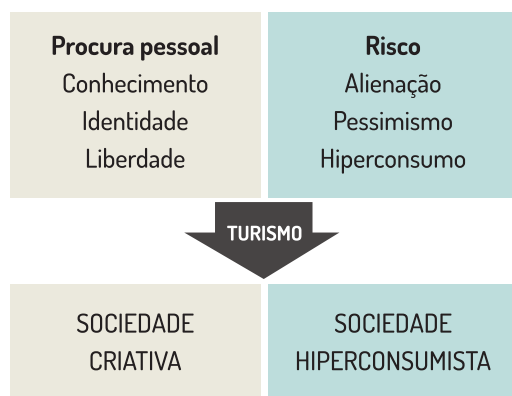 Procura pessoal
Conhecimento
Identidade
Liberdade
Risco
Alienação
Pessimismo
Hiperconsumo
TURISMO
SOCIEDADE
CRIATIVA
SOCIEDADE
HIPERCONSUMISTA